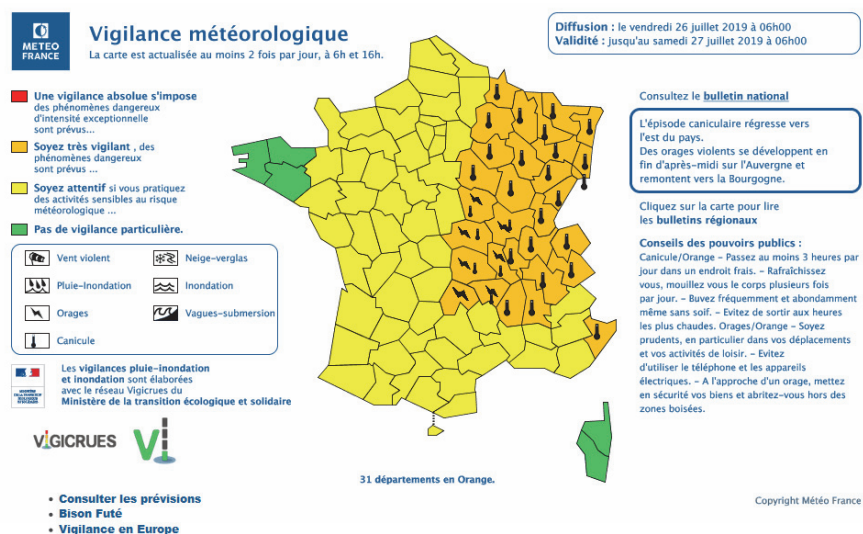 METEO
FRANCE
Vigilance météorologique
La carte est actualisée au moins 2 fois par jour, à 6h et 16h.
Diffusion : le vendredi 26 juillet 2019 à 06h00
Validité : jusqu'au samedi 27 juillet 2019 à 06h00
Une vigilance absolue s'impose
des phénomènes dangereux
d'intensité exceptionnelle
sont prévus...
Soyez très vigilant , des
phénomènes dangereux
sont prévus ...
Soyez attentif si vous pratiquez
des activités sensibles au risque
météorologique ...
Pas de vigilance particulière.
Vent violent
Neige-verglas
Pluie-Inondation
Inondation
Orages
Vagues-submersion
Canicule
Les vigilances pluie-inondation
et inondation sont élaborées
avec le réseau Vigicrues du
Ministère de la transition écologique et solidaire
VIGICRUES
Consulter les prévisions
Bison Futé
Vigilance en Europe
31 départements en Orange.
Consultez le bulletin national
L'épisode caniculaire régresse vers
l'est du pays.
Des orages violents se développent en
fin d'après-midi sur l'Auvergne et
remontent vers la Bourgogne.
Cliquez sur la carte pour lire
les bulletins régionaux
Conseils des pouvoirs publics :
Canicule/Orange - Passez au moins 3 heures par
jour dans un endroit frais. - Rafraîchissez
vous, mouillez vous le corps plusieurs fois
par jour. - Buvez fréquemment et abondamment
même sans soif. - Evitez de sortir aux heures
les plus chaudes. Orages/Orange - Soyez
prudents, en particulier dans vos déplacements
et vos activités de loisir. - Evitez
d'utiliser le téléphone et les appareils
électriques. - A l'approche d'un orage, mettez
en sécurité vos biens et abritez-vous hors des
zones boisées.
Copyright Météo France